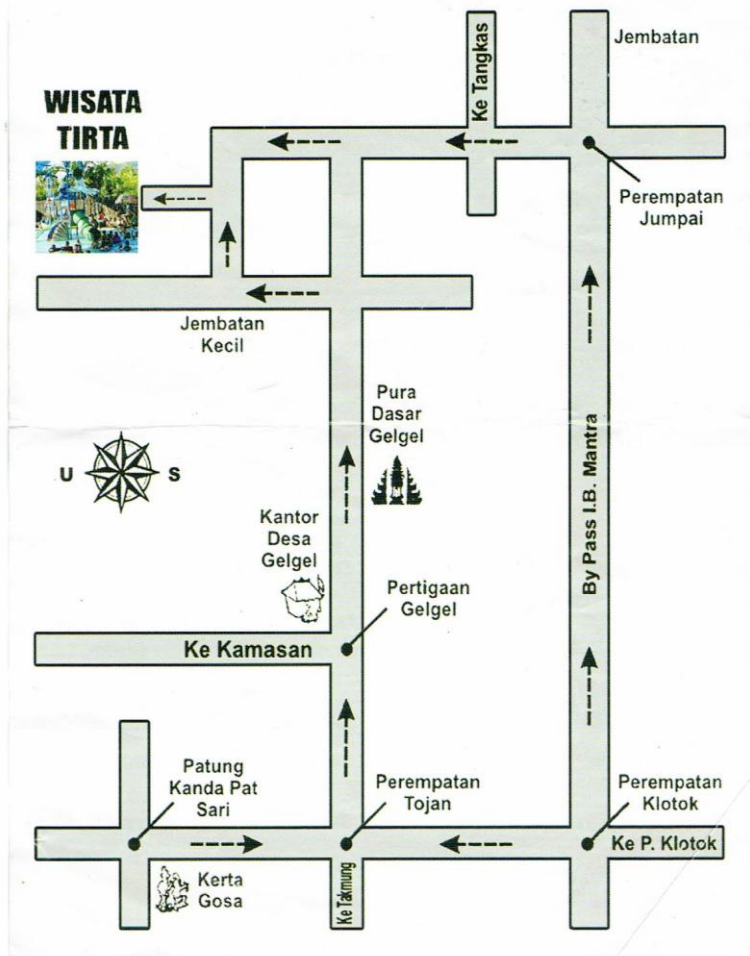 Jembatan
Ke Tangkas
WISATA
TIRTA
Perempatan
Jumpai
Jembatan
Kecil
Pura
Dasar
Gelgel
U
S
Kantor
Desa
Gelgel
By Pass I.B. Mantra
Pertigaan
Gelgel
Ke Kamasan
Patung
Kanda Pat
Sari
Perempatan
Tojan
Perempatan
Klotok
Ke P. Klotok
Kerta
Gosa
Ke Takmung